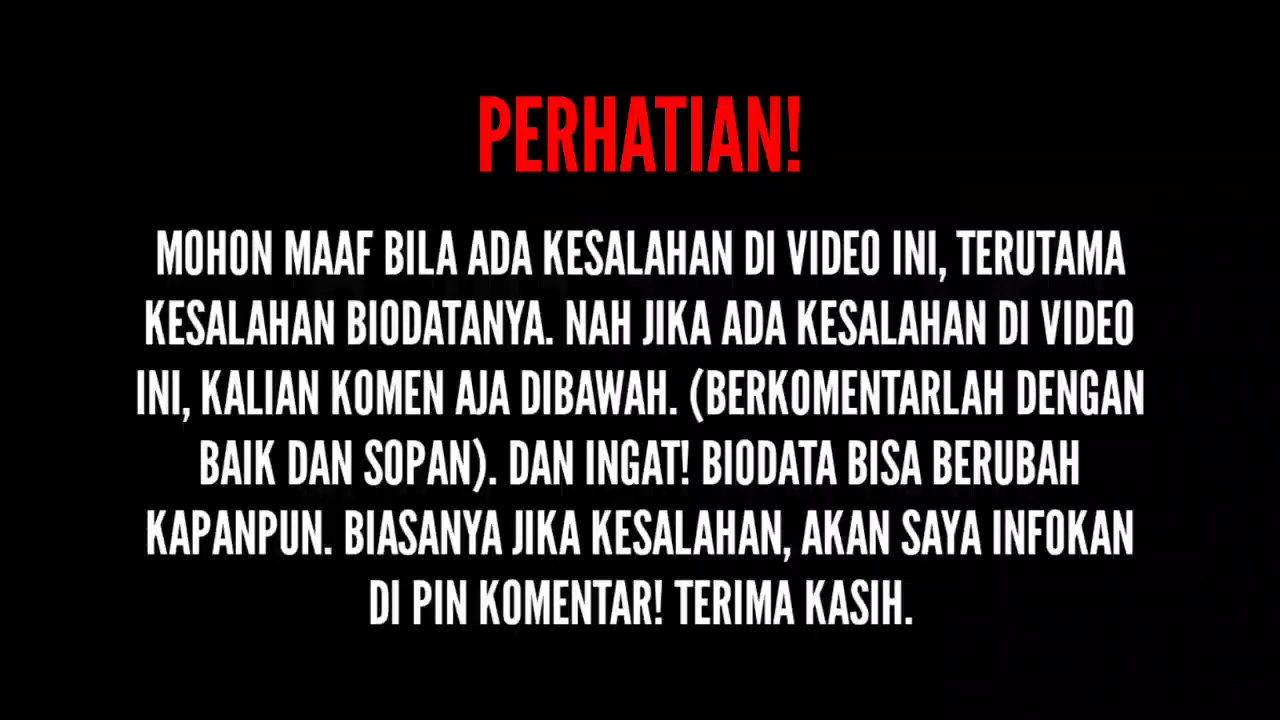 PERHATIAN!
MOHON MAAF BILA ADA KESALAHAN DI VIDEO INI, TERUTAMA
KESALAHAN BIODATANYA. NAH JIKA ADA KESALAHAN DI VIDEO
INI, KALIAN KOMEN AJA DIBAWAH. (BERKOMENTARLAH DENGAN
BAIK DAN SOPAN). DAN INGAT! BIODATA BISA BERUBAH
KAPANPUN. BIASANYA JIKA KESALAHAN, AKAN SAYA INFOKAN
DI PIN KOMENTAR! TERIMA KASIH.